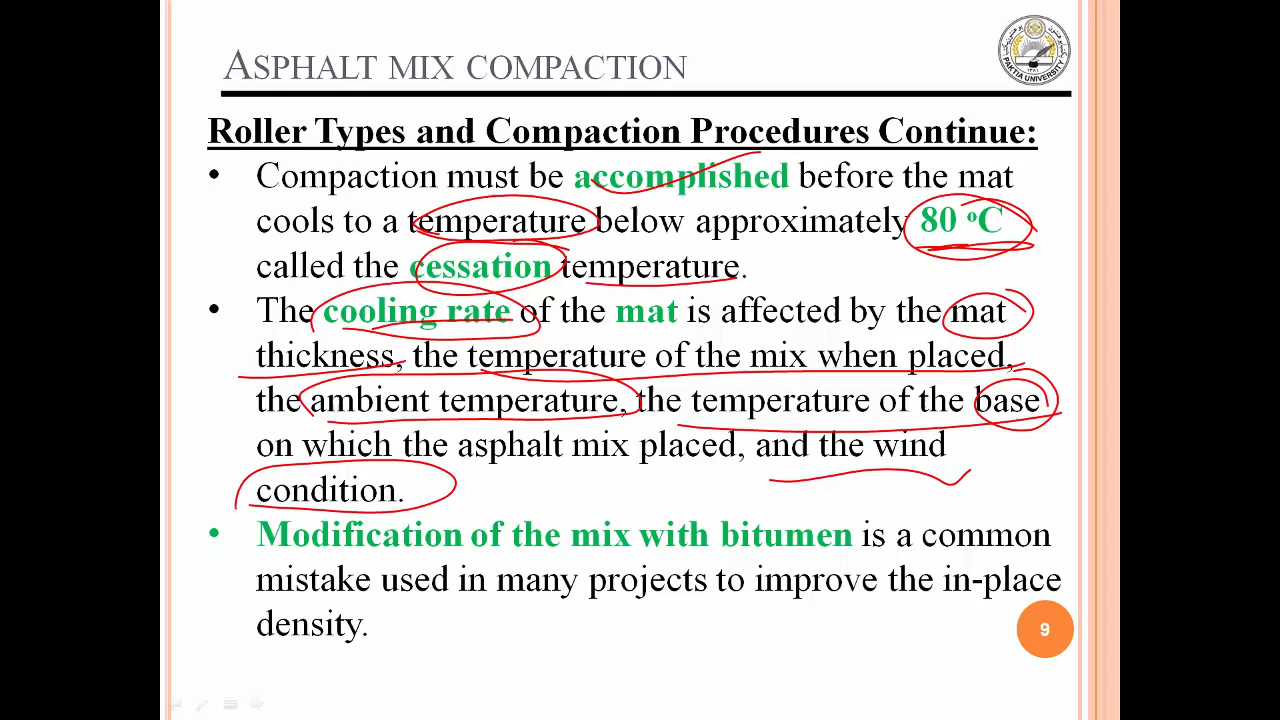 ASPHALT MIX COMPACTION
PAKTIA UNIVERSITY
Roller Types and Compaction Procedures Continue:
• Compaction must be accomplished before the mat
cools to a temperature below approximately 80 °C
called the cessation temperature.
• The cooling rate of the mat is affected by the mat
thickness, the temperature of the mix when placed,
the ambient temperature, the temperature of the base
on which the asphalt mix placed, and the wind
condition.
• Modification of the mix with bitumen is a common
mistake used in many projects to improve the in-place
density.
9